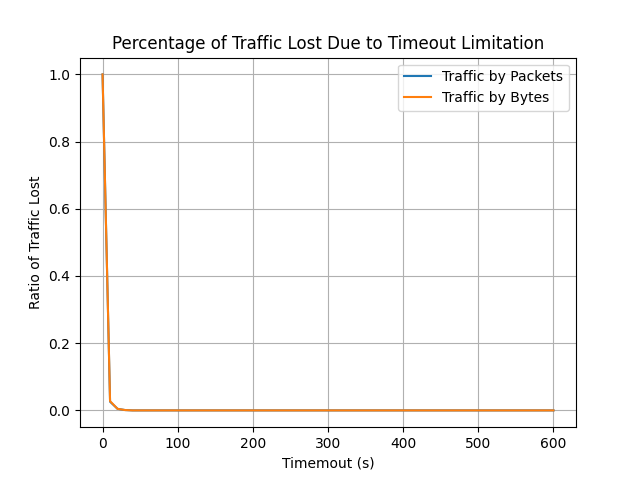 Percentage of Traffic Lost Due to Timeout Limitation
Traffic by Packets
Traffic by Bytes
Ratio of Traffic Lost
1.0
0.8
0.6
0.4
0.2
0.0
0 100 200 300 400 500 600
Timemout (s)